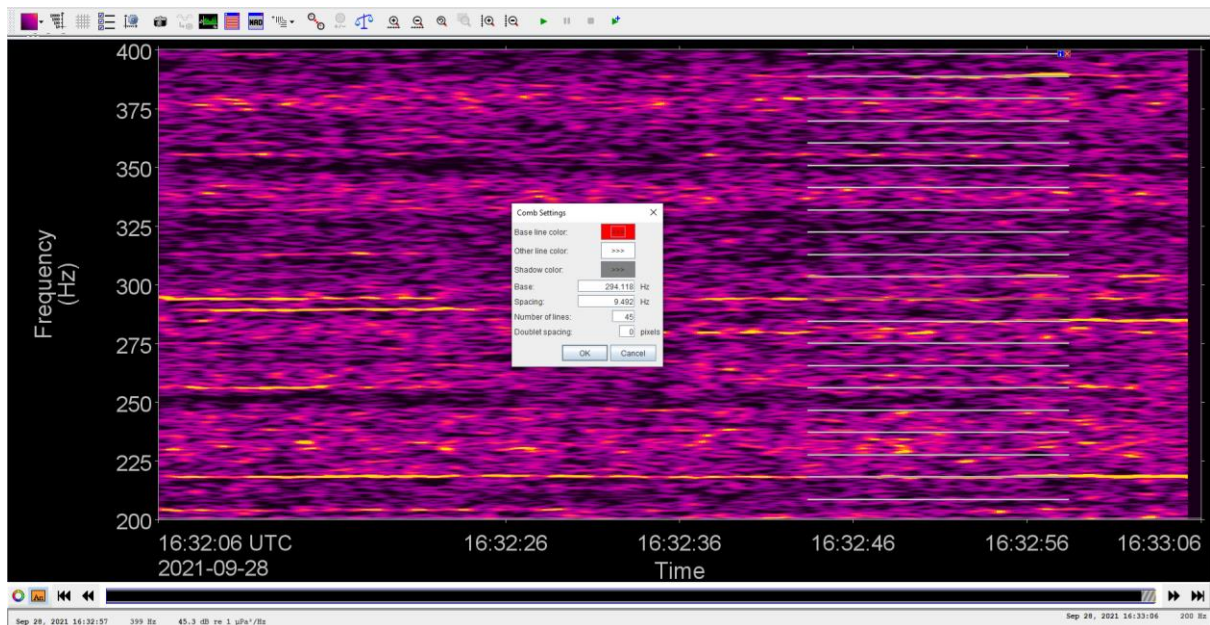 NRD
400
375
350
325
300
275
250
225
200
Frequency
(Hz)
Comb Settings
Base line color:
Other line color: >>>
Shadow color: >>>
Base: 294.118 Hz
Spacing: 9.492 Hz
Number of lines: 45
Doublet spacing: 0 pixels
OK Cancel
16:32:06 UTC 16:32:26 16:32:36 16:32:46 16:32:56 16:33:06
2021-09-28
Time
Sep 28, 2021 16:32:57 399 Hz 45.3 dB re 1 µPa²/Hz Sep 28, 2021 16:33:06 200 Hz